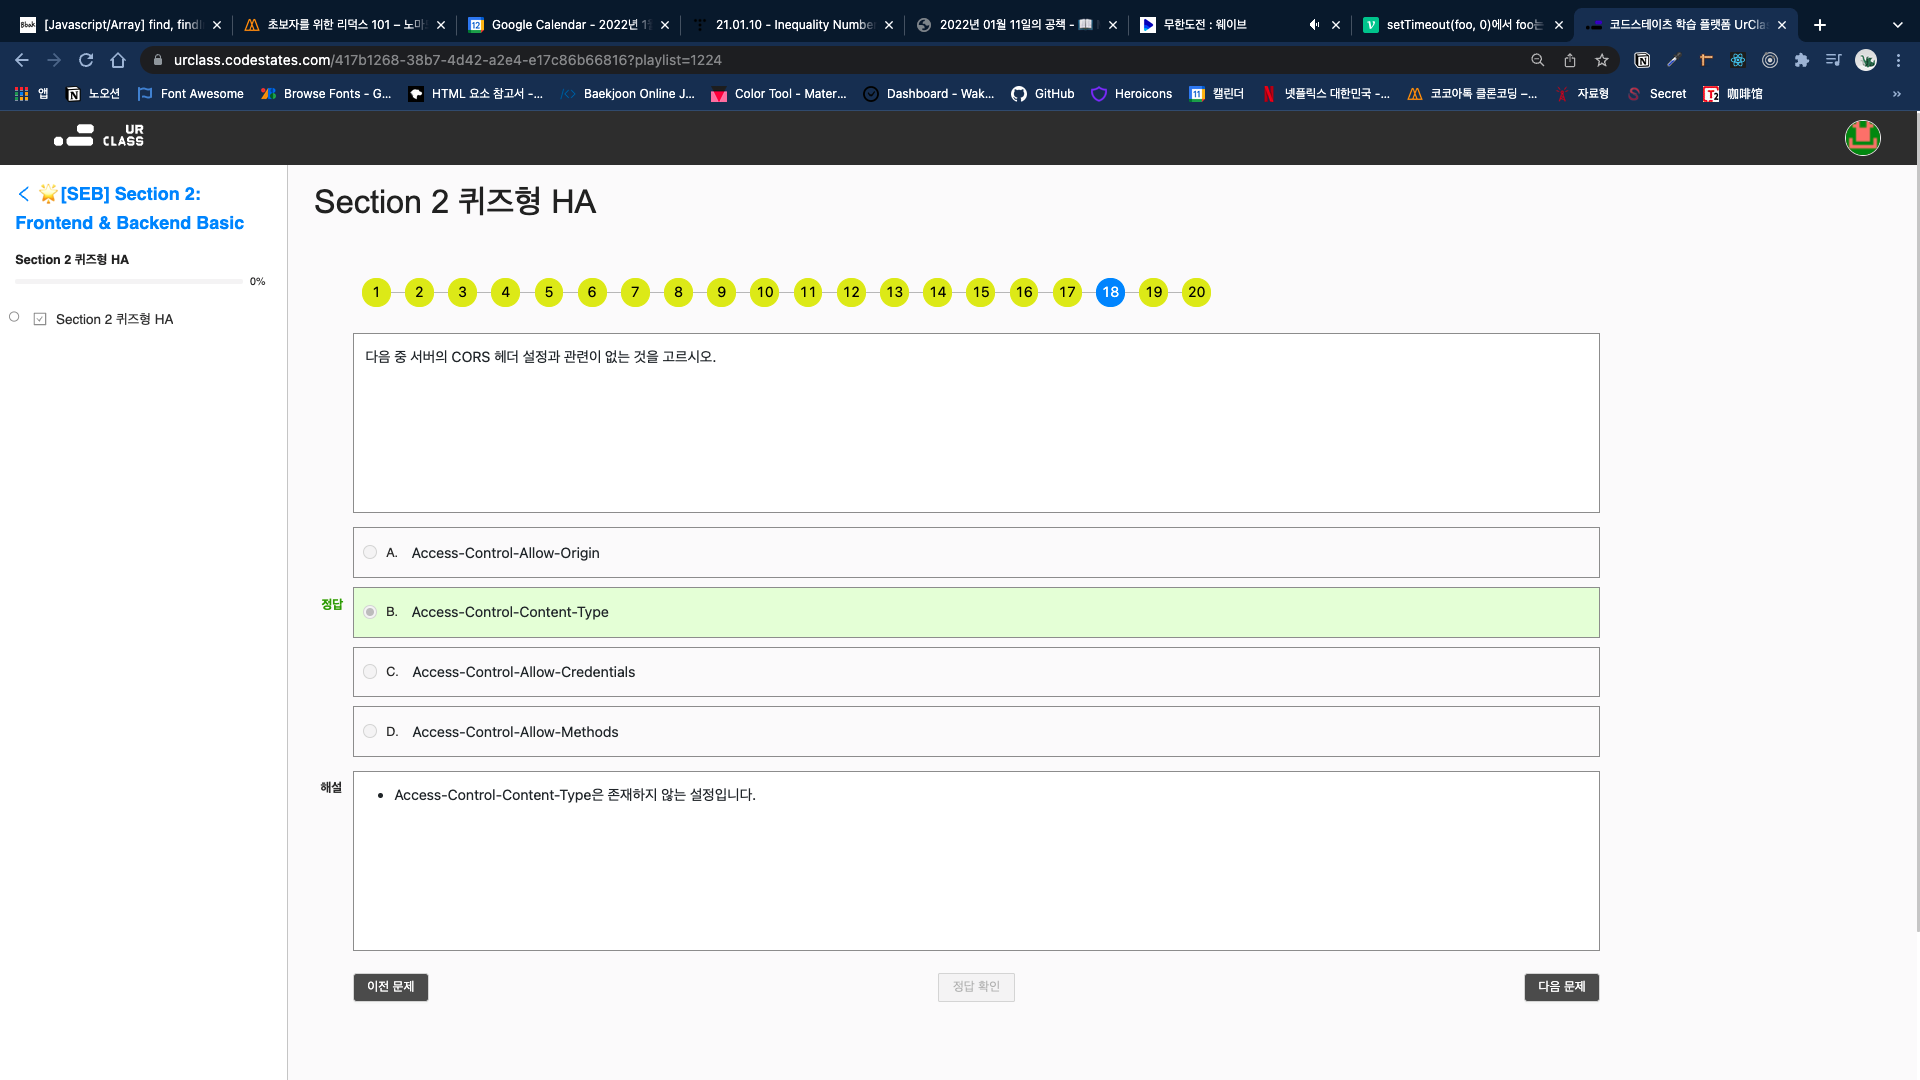 [Javascript/Array] find, findI
초보자를 위한 리덕스 101 – 노마
Google Calendar - 2022년 1
21.01.10 - Inequality Number
2022년 01월 11일의 공책 - 📖
무한도전 : 웨이브
setTimeout(foo, 0)에서 foo는
코드스테이츠 학습 플랫폼 UrCla
urclass.codestates.com/417b1268-38b7-4d42-a2e4-e17c86b66816?playlist=1224
앱
노오션
Font Awesome
Browse Fonts - G...
HTML 요소 참고서 -...
Baekjoon Online J...
Color Tool - Mater...
Dashboard - Wak...
GitHub
Heroicons
캘린더
넷플릭스 대한민국 -...
코코아톡 클론코딩 –...
자료형
Secret
咖啡馆
UR
CLASS
🌟[SEB] Section 2:
Frontend & Backend Basic
Section 2 퀴즈형 HA
0%
Section 2 퀴즈형 HA
Section 2 퀴즈형 HA
1 2 3 4 5 6 7 8 9 10 11 12 13 14 15 16 17 18 19 20
다음 중 서버의 CORS 헤더 설정과 관련이 없는 것을 고르시오.
A. Access-Control-Allow-Origin
정답
B. Access-Control-Content-Type
C. Access-Control-Allow-Credentials
D. Access-Control-Allow-Methods
해설
• Access-Control-Content-Type은 존재하지 않는 설정입니다.
이전 문제
정답 확인
다음 문제